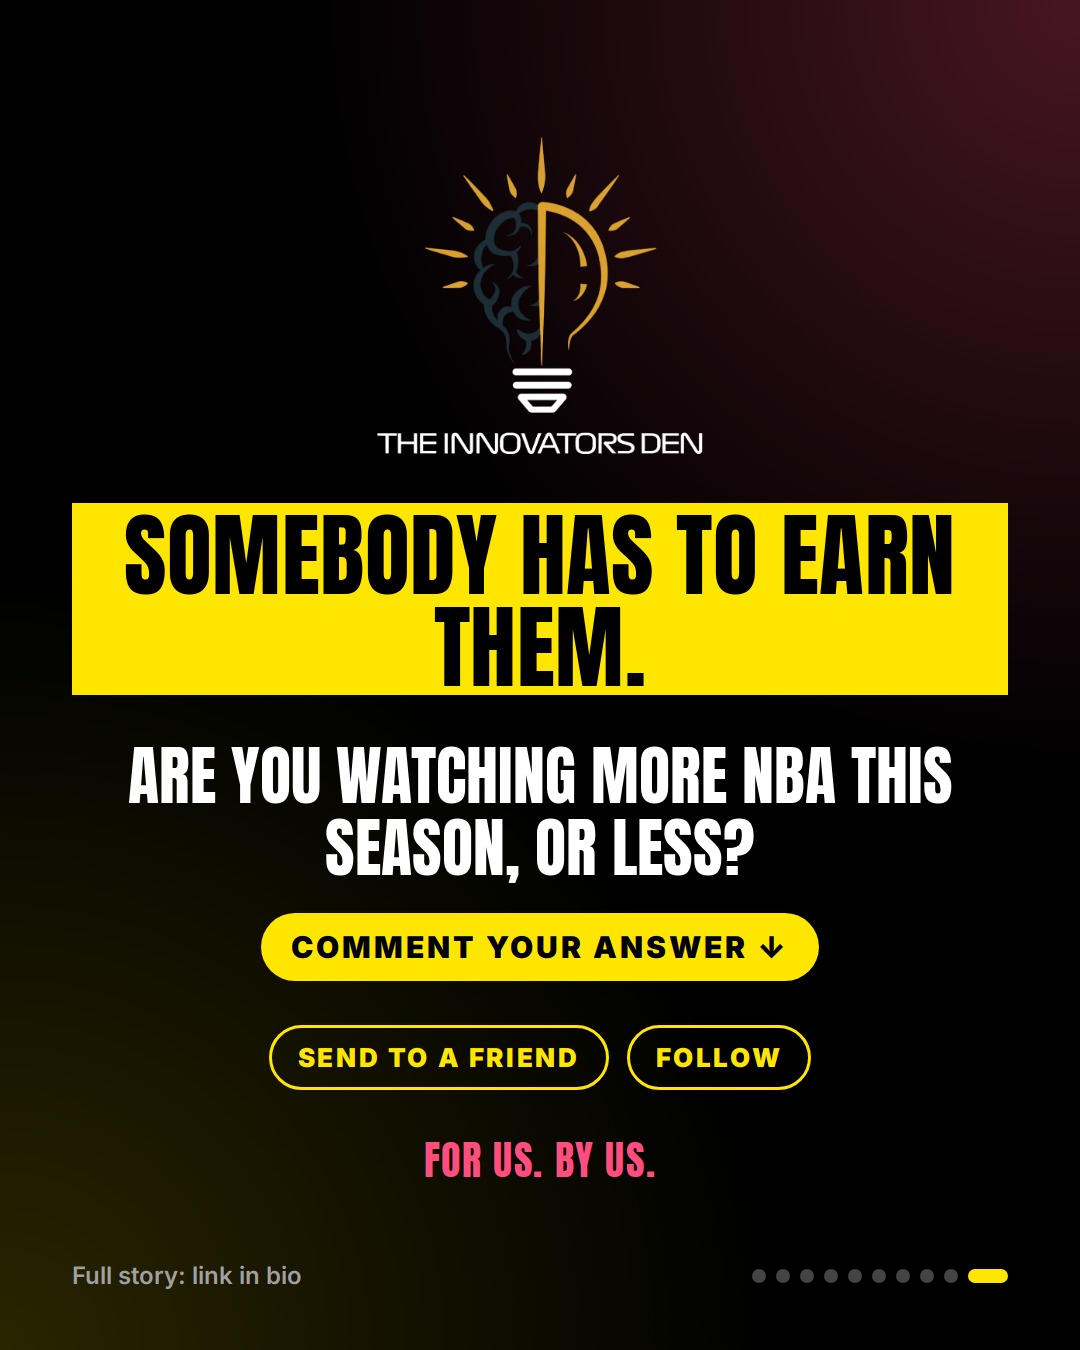 THE INNOVATORS DEN
SOMEBODY HAS TO EARN
THEM.
ARE YOU WATCHING MORE NBA THIS
SEASON, OR LESS?
COMMENT YOUR ANSWER ↓
SEND TO A FRIEND
FOLLOW
FOR US. BY US.
Full story: link in bio